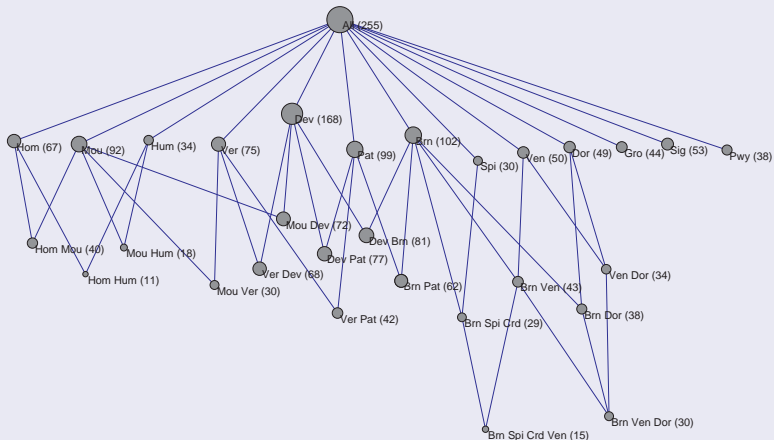 All (255)
Dev (168)
Hom (67)
Mou (92)
Hum (34)
Ver (75)
Pat (99)
Brn (102)
Spi (30)
Ven (50)
Dor (49)
Gro (44)
Sig (53)
Pwy (38)
Mou Dev (72)
Dev Brn (81)
Hom Mou (40)
Mou Hum (18)
Dev Pat (77)
Hom Hum (11)
Ver Dev (68)
Ven Dor (34)
Mou Ver (30)
Brn Pat (62)
Brn Ven (43)
Ver Pat (42)
Brn Spi Crd (29)
Brn Dor (38)
Brn Ven Dor (30)
Brn Spi Crd Ven (15)